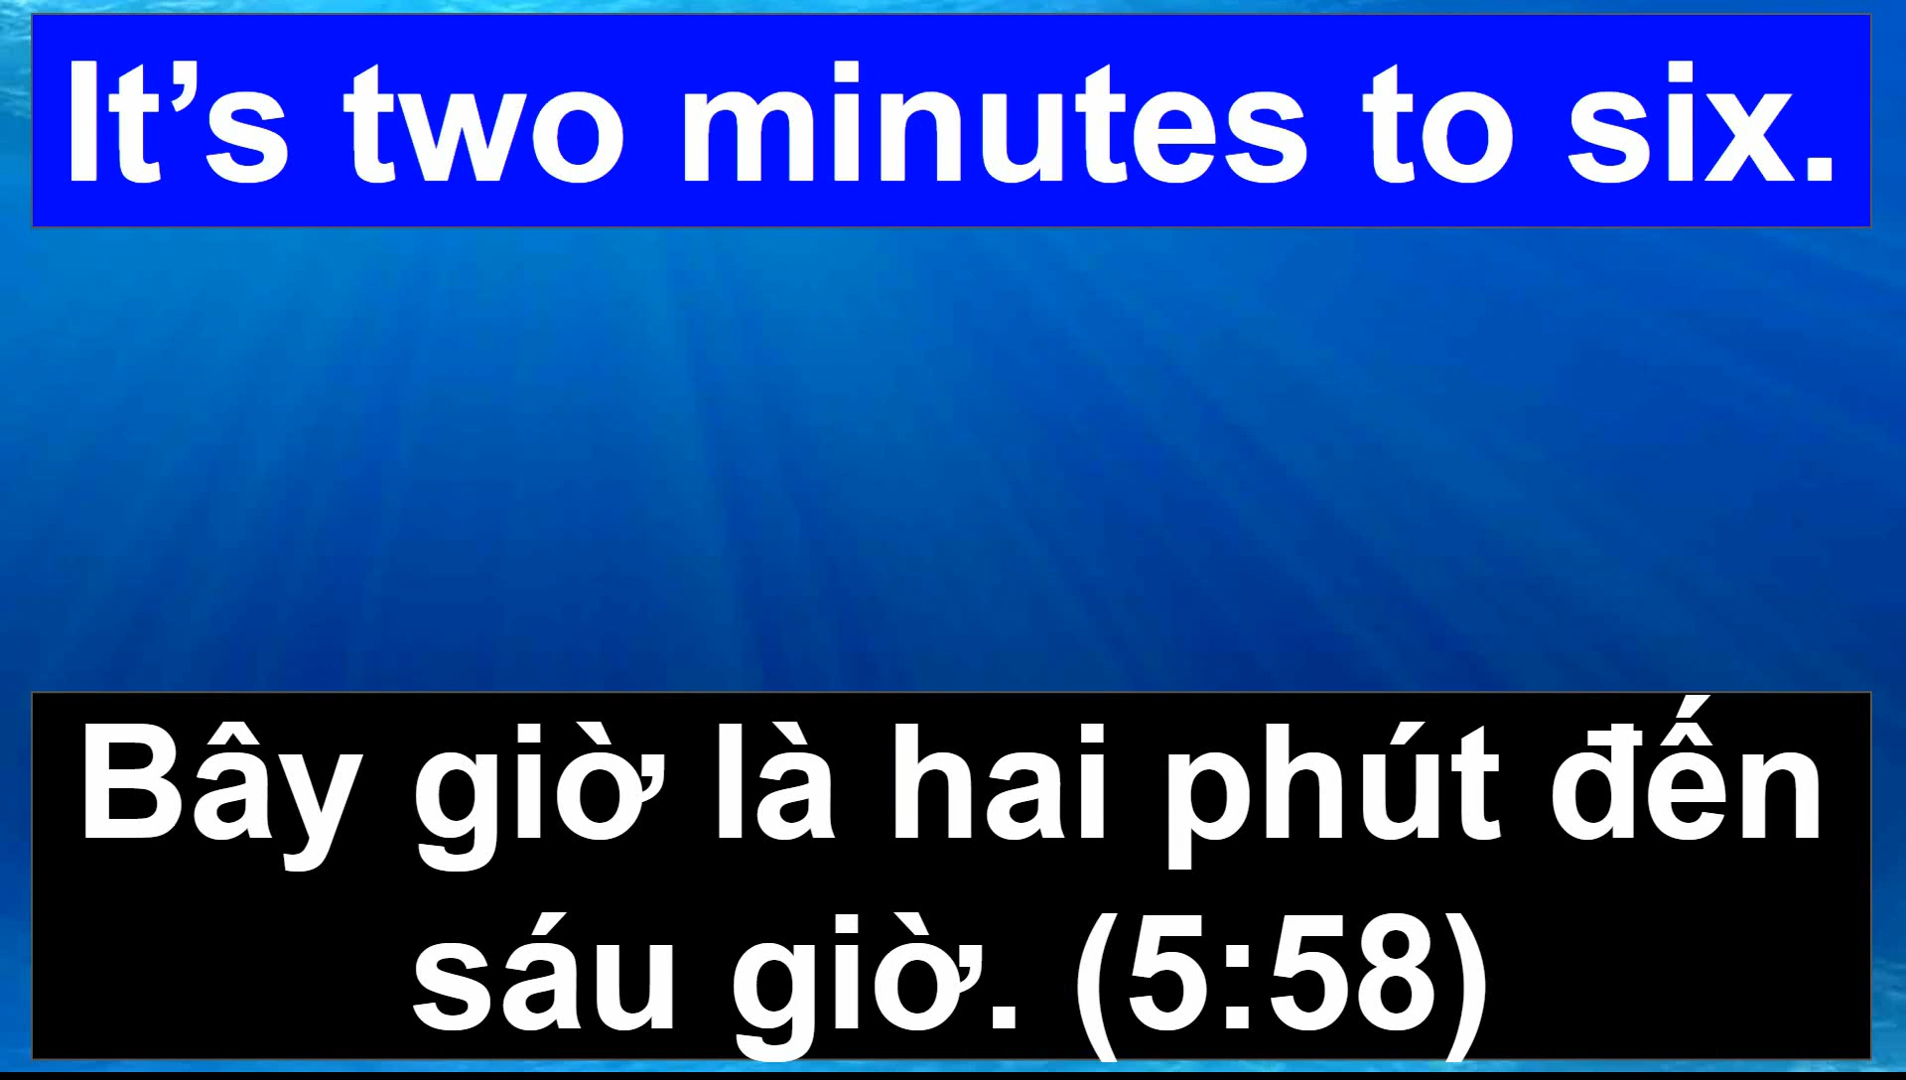 It’s two minutes to six.
Bây giờ là hai phút đến
sáu giờ. (5:58)